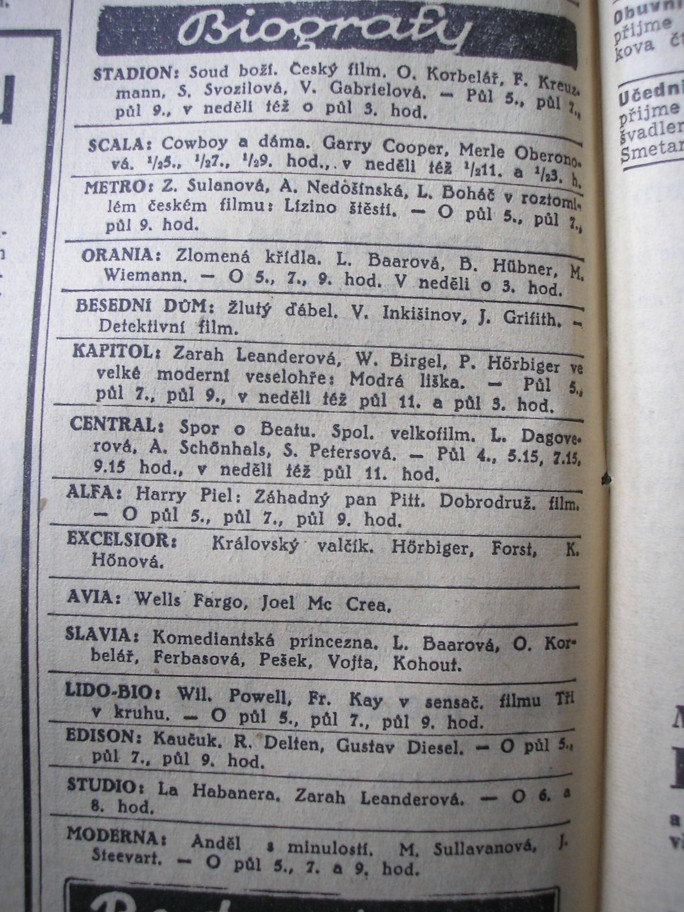 Biografy
STADION: Soud boží. Český film. O. Korbelář, F. Kreuz-
mann, S. Svozilová, V. Gabrielová. — Půl 5., půl 7.,
půl 9., v neděli též o půl 3. hod.
SCALA: Cowboy a dáma. Garry Cooper, Merle Oberono-
vá. ½5., ½7., ½9. hod., v neděli též ½11. a ½3. h.
METRO: Z. Sulanová, A. Nedošínská, L. Boháč v roztomi-
lém českém filmu: Lízino štěstí. — O půl 5., půl 7.,
půl 9. hod.
ORANIA: Zlomená křídla. L. Baarová, B. Hübner, M.
Wiemann. — O 5., 7., 9. hod. V neděli o 3. hod.
BESEDNÍ DŮM: Žlutý ďábel. V. Inkišinov, J. Grifith. —
Detektivní film.
KAPITOL: Zarah Leanderová, W. Birgel, P. Hörbiger ve
velké moderní veselohře: Modrá liška. — Půl 5.,
půl 7., půl 9., v neděli též půl 11. a půl 3. hod.
CENTRAL: Spor o Beatu. Spol. velkofilm. L. Dagove-
rová, A. Schönhals, S. Petersová. — Půl 4., 5.15, 7.15,
9.15 hod., v neděli též půl 11. hod.
ALFA: Harry Piel: Záhadný pan Pitt. Dobrodruž. film.
— O půl 5., půl 7., půl 9. hod.
EXCELSIOR: Královský valčík. Hörbiger, Forst, K.
Hönová.
AVIA: Wells Fargo, Joel Mc Crea.
SLAVIA: Komediantská princezna. L. Baarová, O. Kor-
belář, Ferbasová, Pešek, Vojta, Kohout.
LIDO-BIO: Wil. Powell, Fr. Kay v sensač. filmu Tři
v kruhu. — O půl 5., půl 7., půl 9. hod.
EDISON: Kaučuk. R. Delten, Gustav Diesel. — O půl 5.,
půl 7., půl 9. hod.
STUDIO: La Habanera. Zarah Leanderová. — O 6. a
8. hod.
MODERNA: Anděl s minulostí. M. Sullavanová, J.
Steevart. — O půl 5., 7. a 9. hod.
Obuvní
přijme
kova
Učední
přijme
švadlen
Smetan